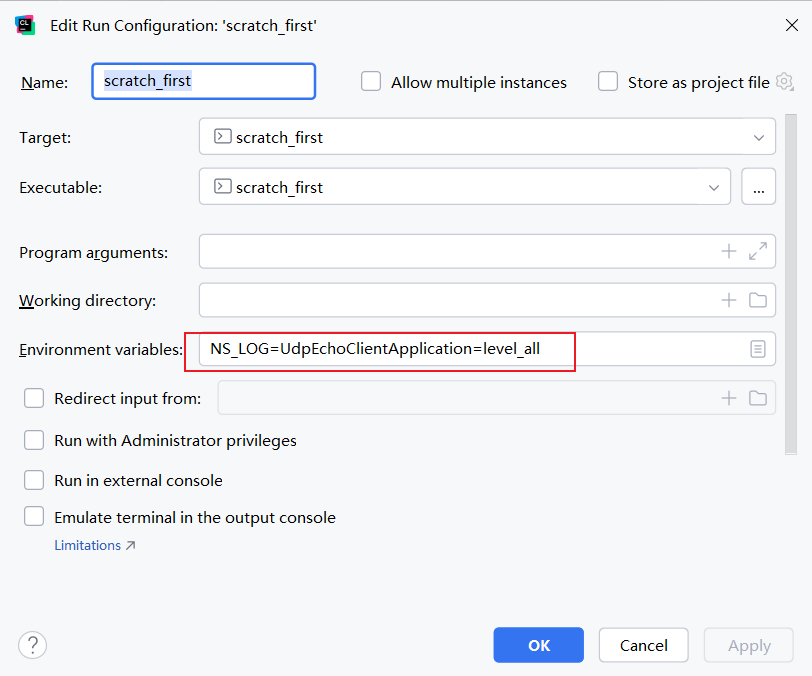 CL
Edit Run Configuration: 'scratch_first'
Name: scratch_first Allow multiple instances Store as project file
Target: scratch_first
Executable: scratch_first ...
Program arguments:
Working directory:
Environment variables: NS_LOG=UdpEchoClientApplication=level_all
Redirect input from:
Run with Administrator privileges
Run in external console
Emulate terminal in the output console
Limitations ↗
? OK Cancel Apply